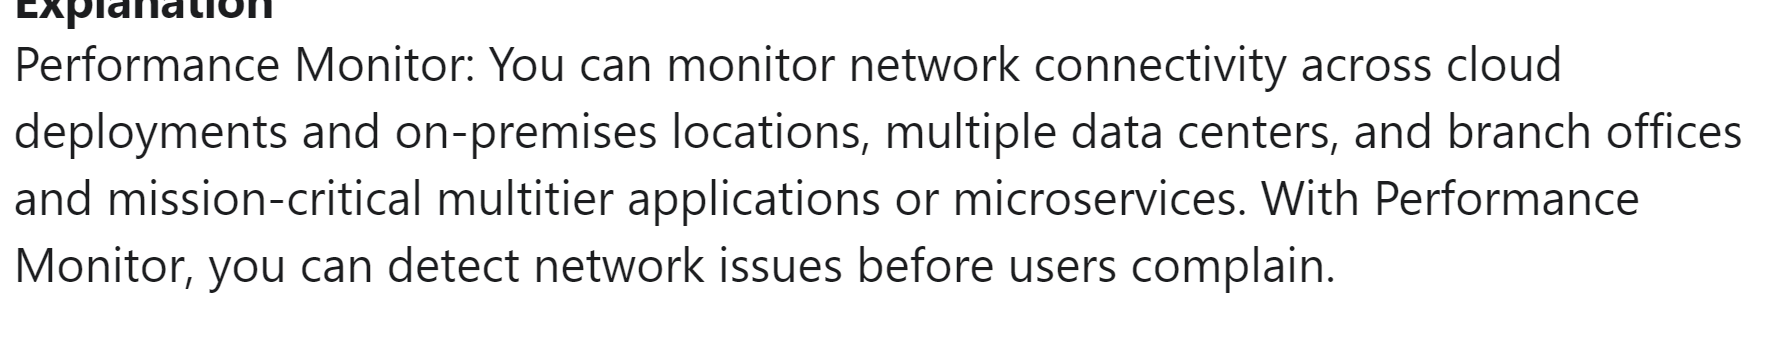 Explanation
Performance Monitor: You can monitor network connectivity across cloud
deployments and on-premises locations, multiple data centers, and branch offices
and mission-critical multitier applications or microservices. With Performance
Monitor, you can detect network issues before users complain.